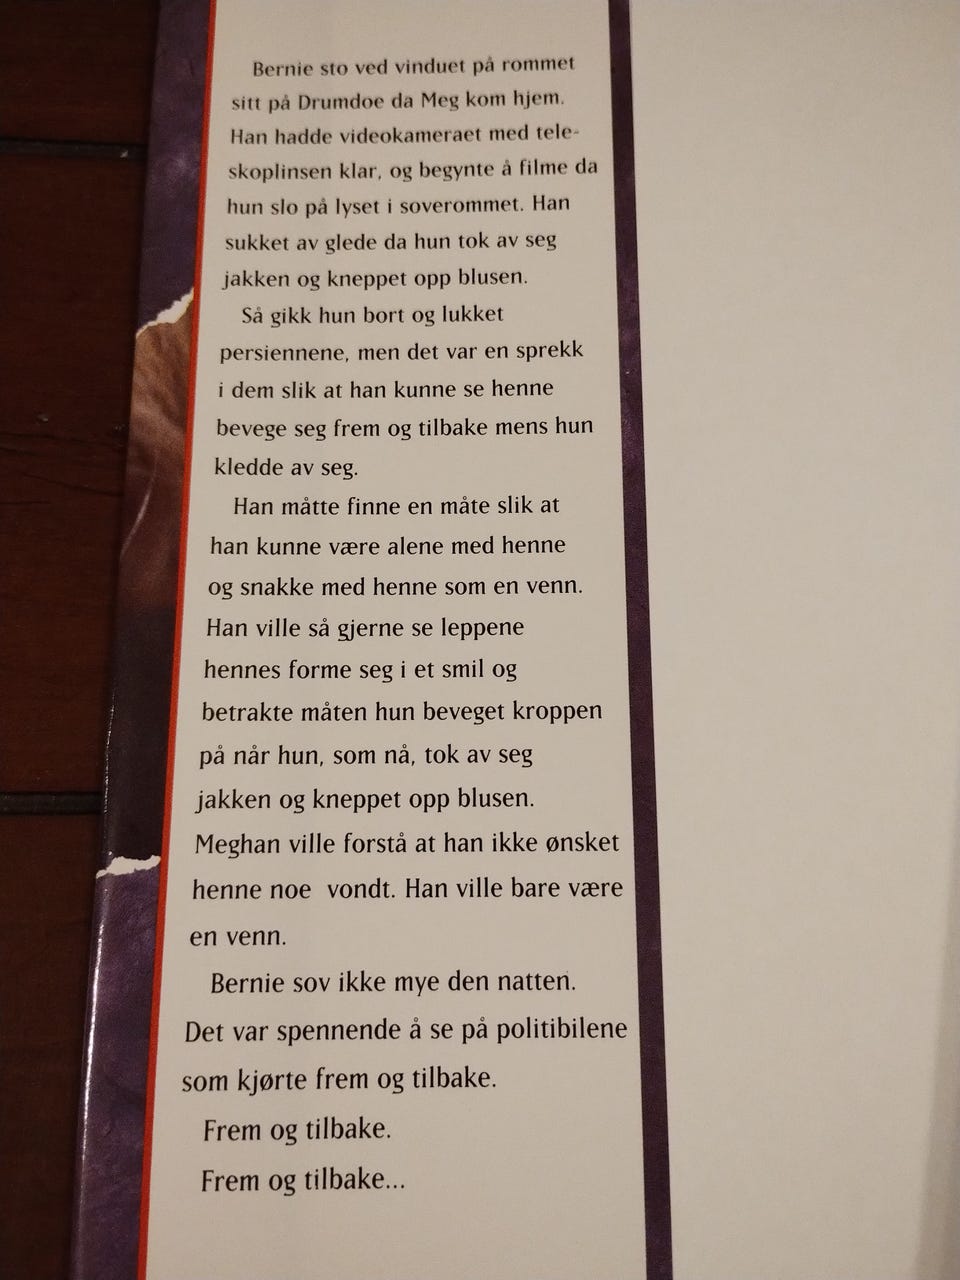 Bernie sto ved vinduet på rommet
sitt på Drumdoe da Meg kom hjem.
Han hadde videokameraet med tele-
skoplinsen klar, og begynte å filme da
hun slo på lyset i soverommet. Han
sukket av glede da hun tok av seg
jakken og kneppet opp blusen.
Så gikk hun bort og lukket
persiennene, men det var en sprekk
i dem slik at han kunne se henne
bevege seg frem og tilbake mens hun
kledde av seg.
Han måtte finne en måte slik at
han kunne være alene med henne
og snakke med henne som en venn.
Han ville så gjerne se leppene
hennes forme seg i et smil og
betrakte måten hun beveget kroppen
på når hun, som nå, tok av seg
jakken og kneppet opp blusen.
Meghan ville forstå at han ikke ønsket
henne noe vondt. Han ville bare være
en venn.
Bernie sov ikke mye den natten.
Det var spennende å se på politibilene
som kjørte frem og tilbake.
Frem og tilbake.
Frem og tilbake...